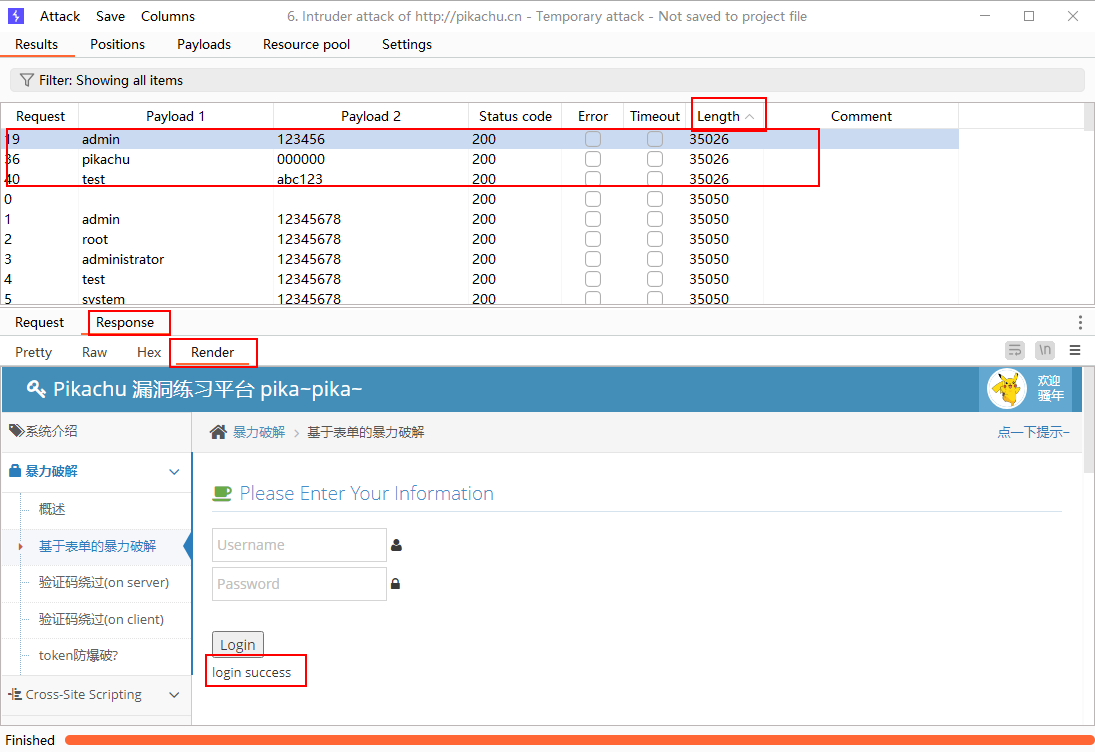 Attack Save Columns 6. Intruder attack of http://pikachu.cn - Temporary attack - Not saved to project file
Results Positions Payloads Resource pool Settings
Filter: Showing all items
Request Payload 1 Payload 2 Status code Error Timeout Length Comment
19 admin 123456 200 35026
36 pikachu 000000 200 35026
40 test abc123 200 35026
0 200 35050
1 admin 12345678 200 35050
2 root 12345678 200 35050
3 administrator 12345678 200 35050
4 test 12345678 200 35050
5 system 12345678 200 35050
Request Response
Pretty Raw Hex Render
\n
Pikachu 漏洞练习平台 pika~pika~
欢迎
骚年
系统介绍
暴力破解 > 基于表单的暴力破解 点一下提示~
暴力破解
概述
基于表单的暴力破解
验证码绕过(on server)
验证码绕过(on client)
token防爆破?
Cross-Site Scripting
Please Enter Your Information
Username
Password
Login
login success
Finished